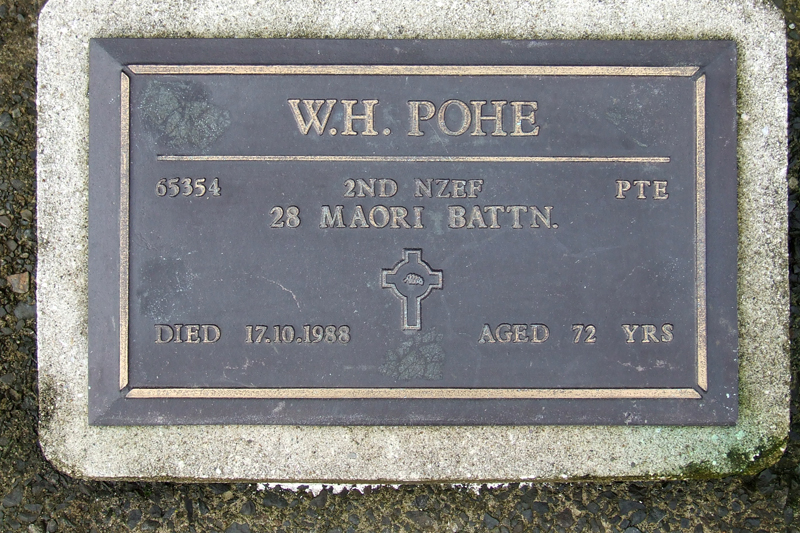 W.H. POHE
65354 2ND NZEF PTE
28 MAORI BATTN.
DIED 17.10.1988 AGED 72 YRS